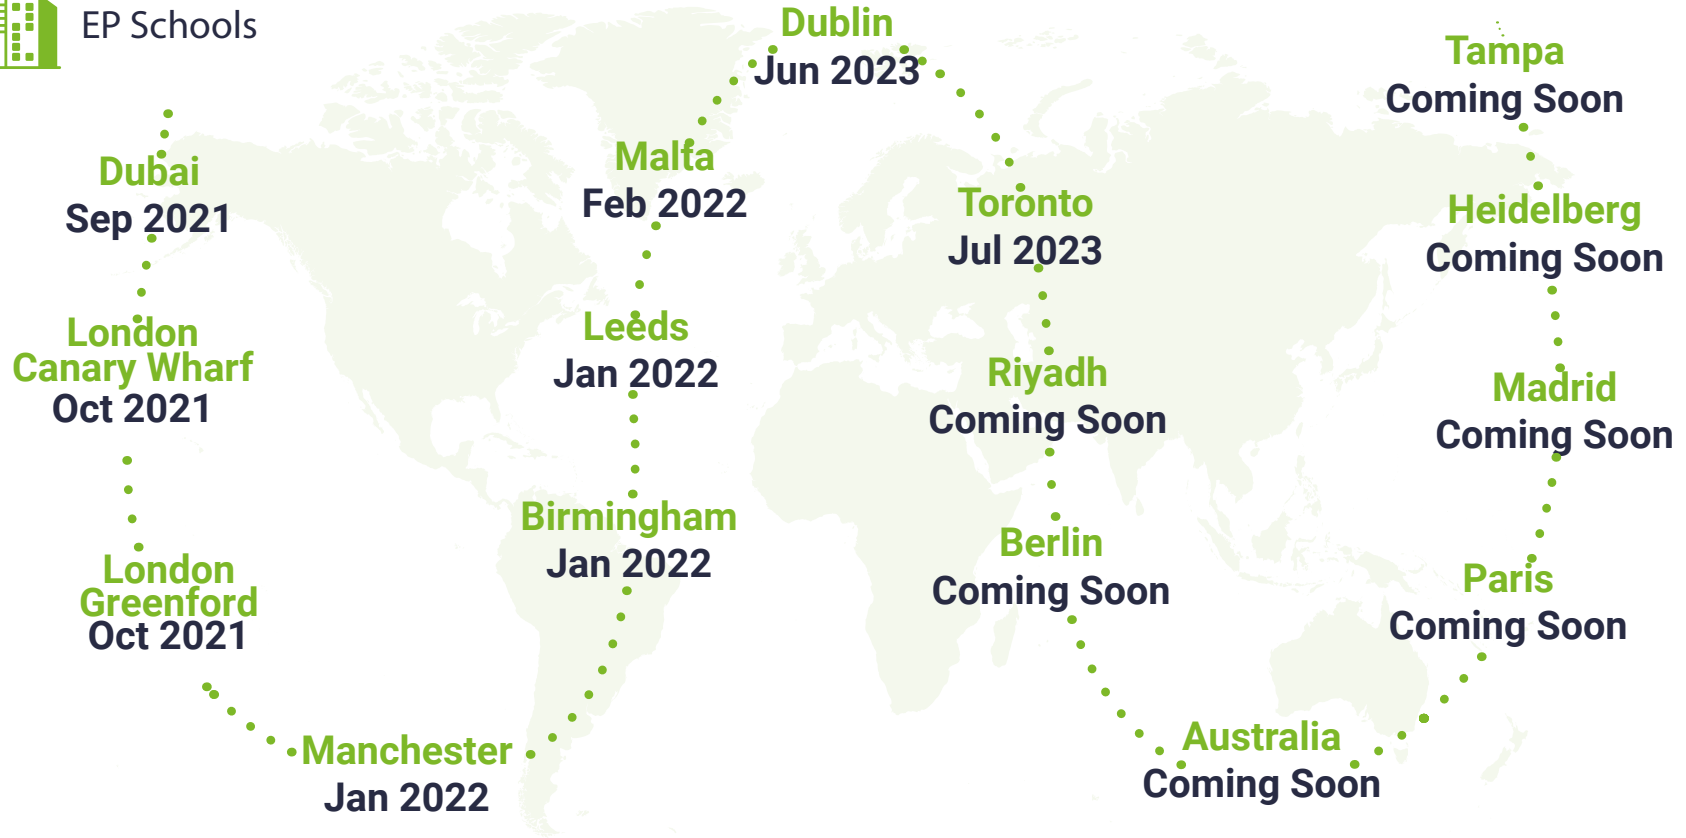 EP Schools
Dubai
Sep 2021
London
Canary Wharf
Oct 2021
London
Greenford
Oct 2021
Manchester
Jan 2022
Birmingham
Jan 2022
Leeds
Jan 2022
Malta
Feb 2022
Dublin
Jun 2023
Toronto
Jul 2023
Riyadh
Coming Soon
Berlin
Coming Soon
Australia
Coming Soon
Paris
Coming Soon
Madrid
Coming Soon
Heidelberg
Coming Soon
Tampa
Coming Soon